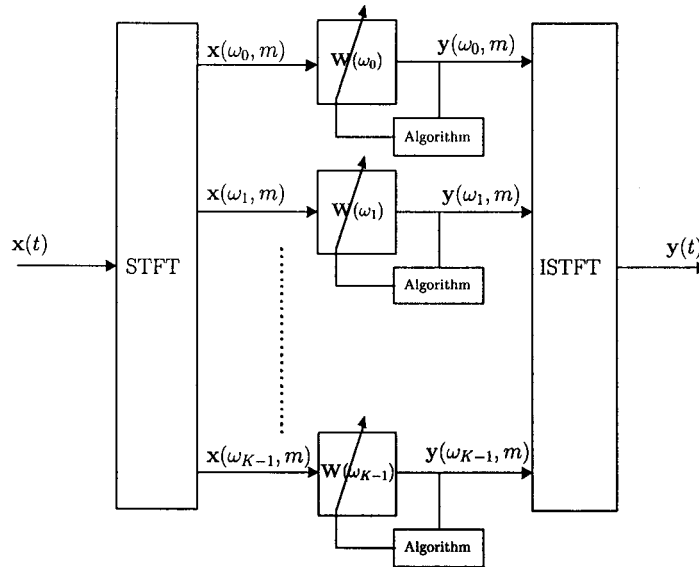 x(ω₀, m)
W(ω₀)
y(ω₀, m)
Algorithm
x(ω₁, m)
W(ω₁)
y(ω₁, m)
Algorithm
x(t)
STFT
ISTFT
y(t)
x(ω_{K−1}, m)
W(ω_{K−1})
y(ω_{K−1}, m)
Algorithm